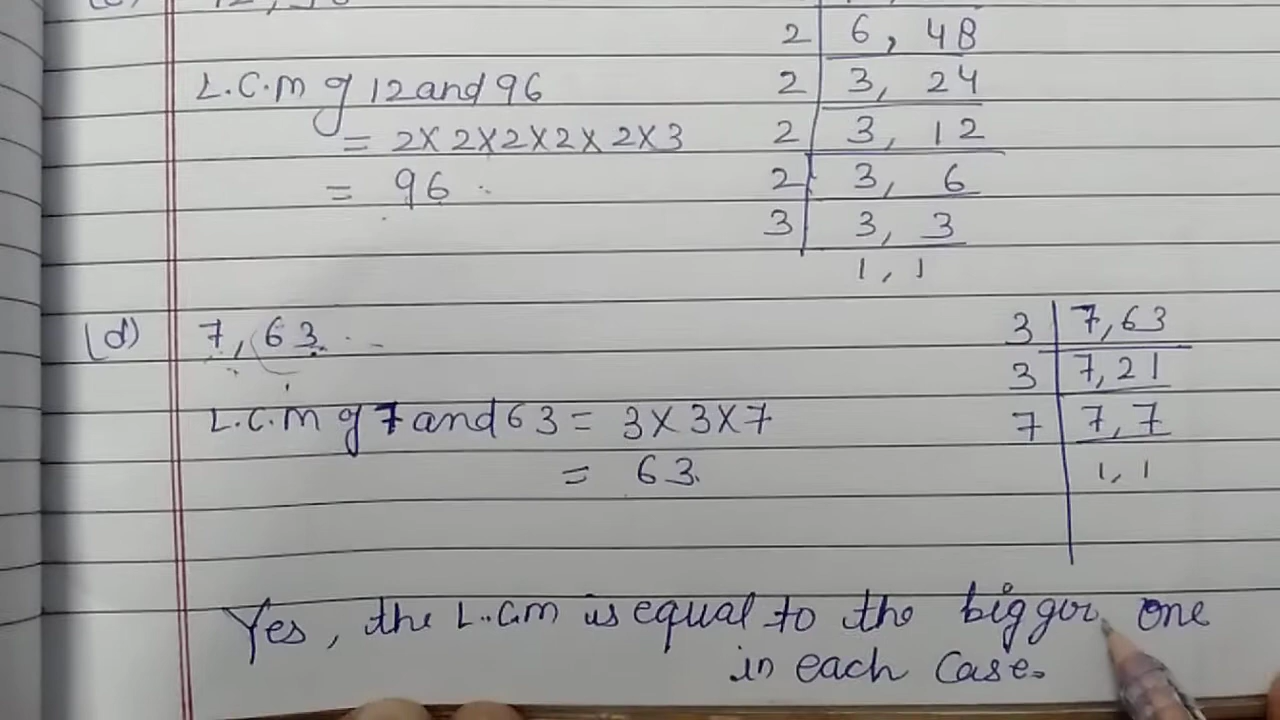 2 | 6, 48
L.C.M of 12 and 96
2 | 3, 24
= 2×2×2×2×2×3
2 | 3, 12
= 96
2 | 3, 6
3 | 3, 3
1, 1
(d) 7, 63
3 | 7, 63
3 | 7, 21
L.C.M of 7 and 63 = 3×3×7
7 | 7, 7
= 63
1, 1
Yes, the L.C.M is equal to the bigger one
in each case.